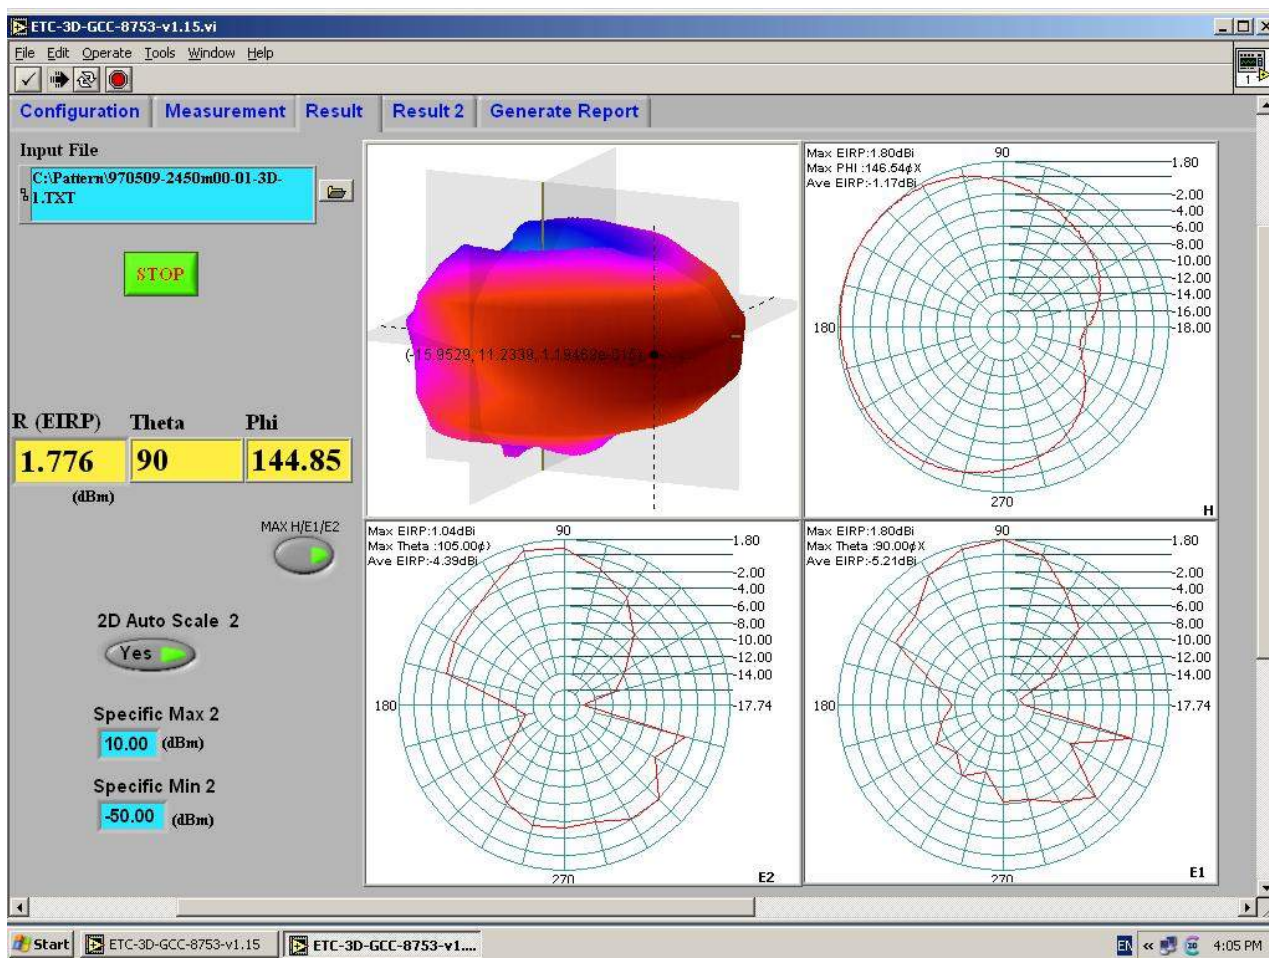 ETC-3D-GCC-8753-v1.15.vi
File Edit Operate Tools Window Help
1
Configuration Measurement Result Result 2 Generate Report
Input File
C:\Pattern\970509-2450m00-01-3D-
1.TXT
STOP
R (EIRP) Theta Phi
1.776 90 144.85
(dBm)
MAX H/E1/E2
2D Auto Scale 2
Yes
Specific Max 2
10.00 (dBm)
Specific Min 2
-50.00 (dBm)
Max EIRP:1.80dBi
Max PHI :146.54¢X
Ave EIRP:-1.17dBi
90
180
270
1.80
-2.00
-4.00
-6.00
-8.00
-10.00
-12.00
-14.00
-16.00
-18.00
H
Max EIRP:1.04dBi
Max Theta :105.00¢)
Ave EIRP:-4.39dBi
90
180
270
1.80
-2.00
-4.00
-6.00
-8.00
-10.00
-12.00
-14.00
-17.74
E2
Max EIRP:1.80dBi
Max Theta :90.00¢X
Ave EIRP:-5.21dBi
90
180
270
1.80
-2.00
-4.00
-6.00
-8.00
-10.00
-12.00
-14.00
-17.74
E1
Start ETC-3D-GCC-8753-v1.15 ETC-3D-GCC-8753-v1.... EN « 4:05 PM